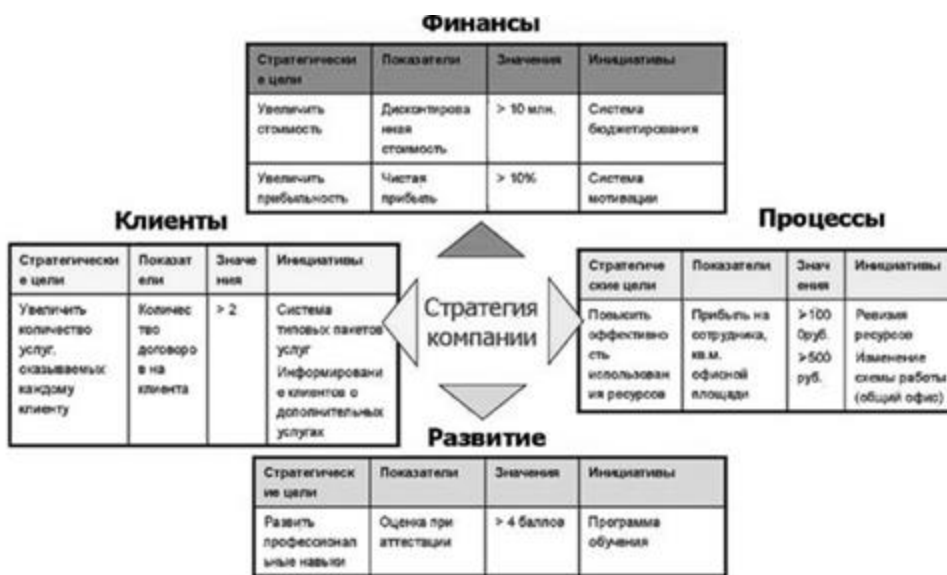 Финансы
Стратегически
е цели
Показатели
Значения
Инициативы
Увеличить
стоимость
Дисконтирова
нная
стоимость
> 10 млн.
Система
бюджетирования
Увеличить
прибыльность
Чистая
прибыль
> 10%
Система
мотивации
Клиенты
Стратегически
е цели
Показат
ели
Значе
ния
Инициативы
Увеличить
количество
услуг,
оказываемых
каждому
клиенту
Количес
тво
договоро
в на
клиента
> 2
Система
типовых пакетов
услуг
Информировани
е клиентов о
дополнительных
услугах
Стратегия
компании
Процессы
Стратегиче
ские цели
Показатели
Знач
ения
Инициативы
Повысить
эффективно
сть
использован
ия ресурсов
Прибыль на
сотрудника,
кв.м.
офисной
площади
>100
0руб.
>500
руб.
Ревизия
ресурсов
Изменение
схемы работы
(общий офис)
Развитие
Стратегическ
ие цели
Показатели
Значения
Инициативы
Развить
профессионал
ьные навыки
Оценка при
аттестации
> 4 баллов
Программа
обучения